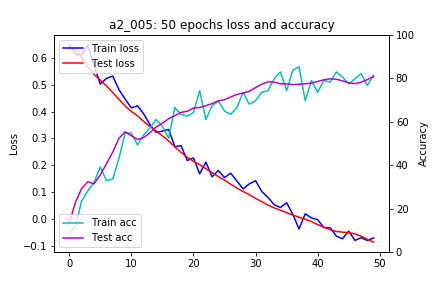 a2_005: 50 epochs loss and accuracy
Train loss
Test loss
Train acc
Test acc
Loss
0.6
0.5
0.4
0.3
0.2
0.1
0.0
−0.1
Accuracy
100
80
60
40
20
0
0 10 20 30 40 50